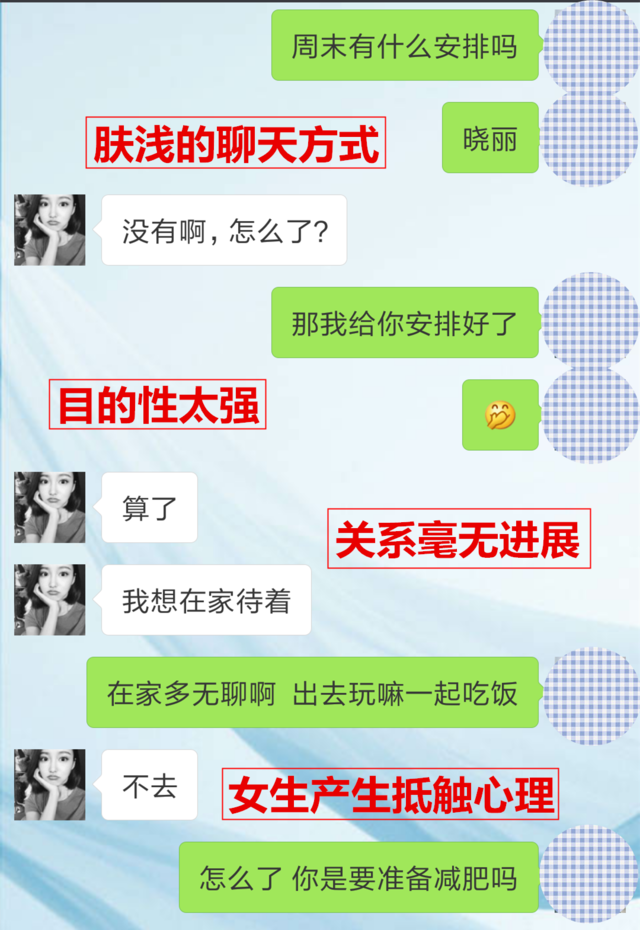 周末有什么安排吗
晓丽
肤浅的聊天方式
没有啊，怎么了？
那我给你安排好了
目的性太强
🤭
算了
关系毫无进展
我想在家待着
在家多无聊啊 出去玩嘛一起吃饭
不去
女生产生抵触心理
怎么了 你是要准备减肥吗